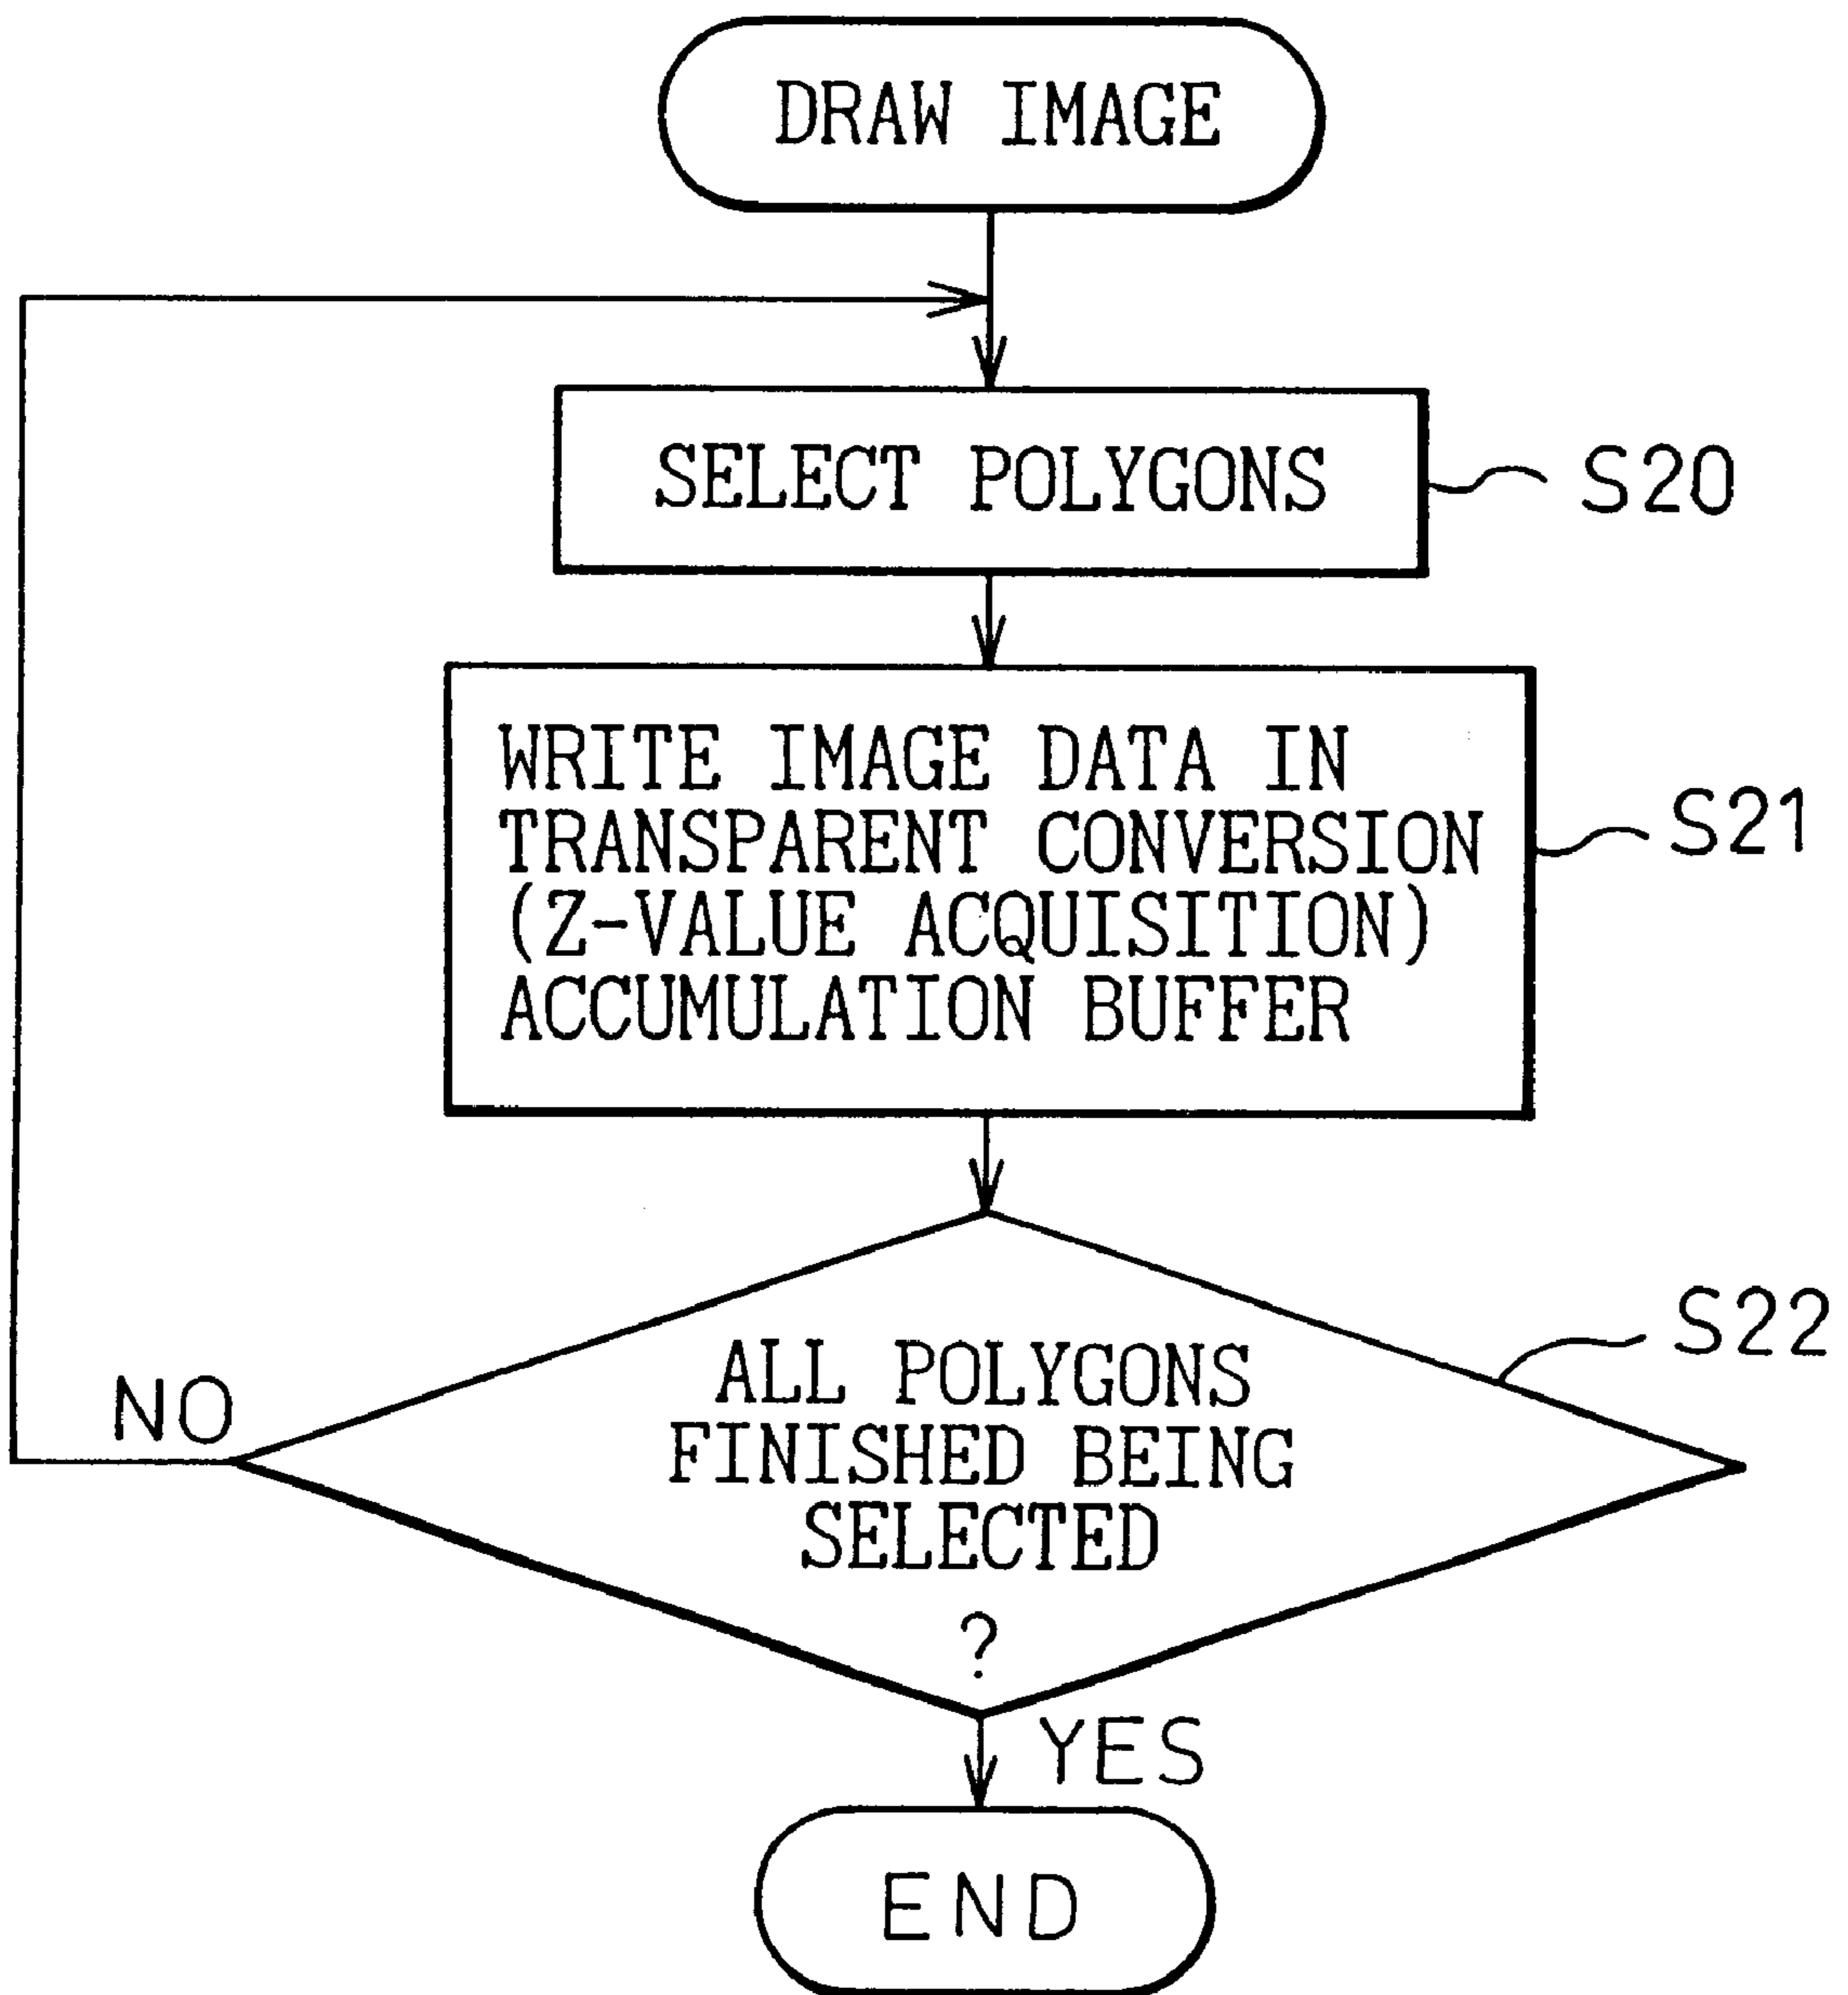 DRAW IMAGE
SELECT POLYGONS
S20
WRITE IMAGE DATA IN
TRANSPARENT CONVERSION
(Z-VALUE ACQUISITION)
ACCUMULATION BUFFER
S21
S22
ALL POLYGONS
FINISHED BEING
SELECTED
?
NO
YES
END